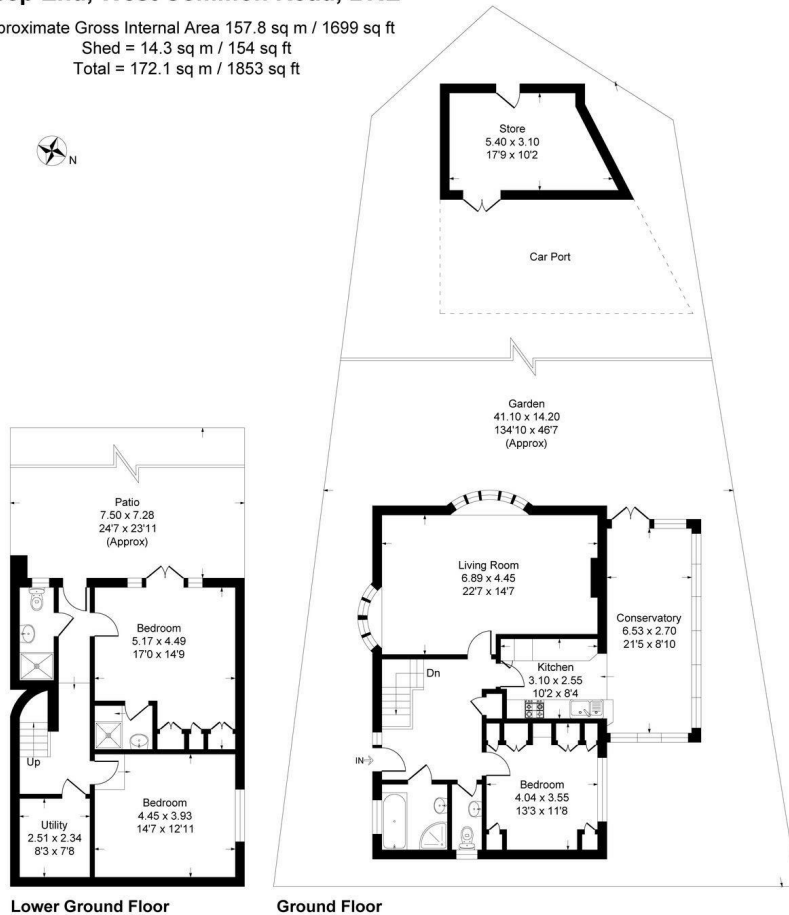 West Common Road,
Approximate Gross Internal Area 157.8 sq m / 1699 sq ft
Shed = 14.3 sq m / 154 sq ft
Total = 172.1 sq m / 1853 sq ft
N
Store
5.40 x 3.10
17'9 x 10'2
Car Port
Garden
41.10 x 14.20
134'10 x 46'7
(Approx)
Patio
7.50 x 7.28
24'7 x 23'11
(Approx)
Living Room
6.89 x 4.45
22'7 x 14'7
Conservatory
6.53 x 2.70
21'5 x 8'10
Bedroom
5.17 x 4.49
17'0 x 14'9
Kitchen
3.10 x 2.55
10'2 x 8'4
Dn
Up
IN
Bedroom
4.45 x 3.93
14'7 x 12'11
Bedroom
4.04 x 3.55
13'3 x 11'8
Utility
2.51 x 2.34
8'3 x 7'8
Lower Ground Floor
Ground Floor